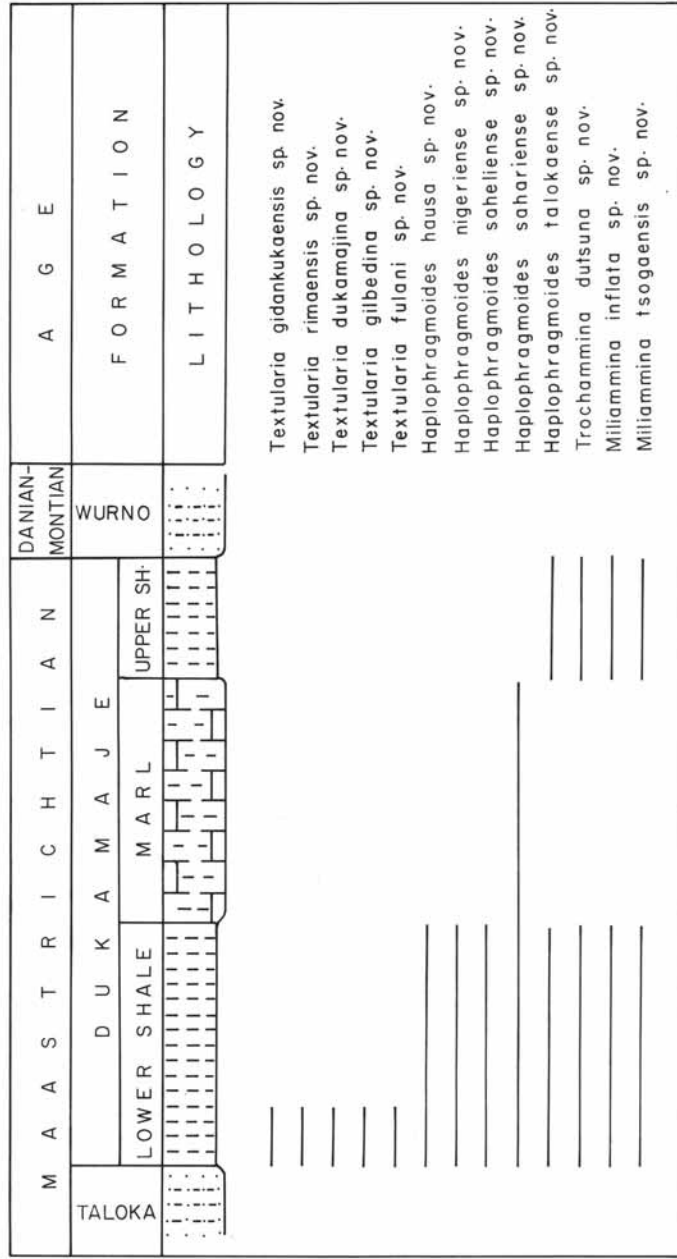 AGE
FORMATION
LITHOLOGY
DANIAN-
MONTIAN
WURNO
MAASTRICHTIAN
DUKAMAJE
UPPER SH.
MARL
LOWER SHALE
TALOKA
Textularia gidankukaensis sp. nov.
Textularia rimaensis sp. nov.
Textularia dukamajina sp. nov.
Textularia gilbedina sp. nov.
Textularia fulani sp. nov.
Haplophragmoides hausa sp. nov.
Haplophragmoides nigeriense sp. nov.
Haplophragmoides saheliense sp. nov.
Haplophragmoides sahariense sp. nov.
Haplophragmoides talokaense sp. nov.
Trochammina dutsuna sp. nov.
Miliammina inflata sp. nov.
Miliammina tsogaensis sp. nov.